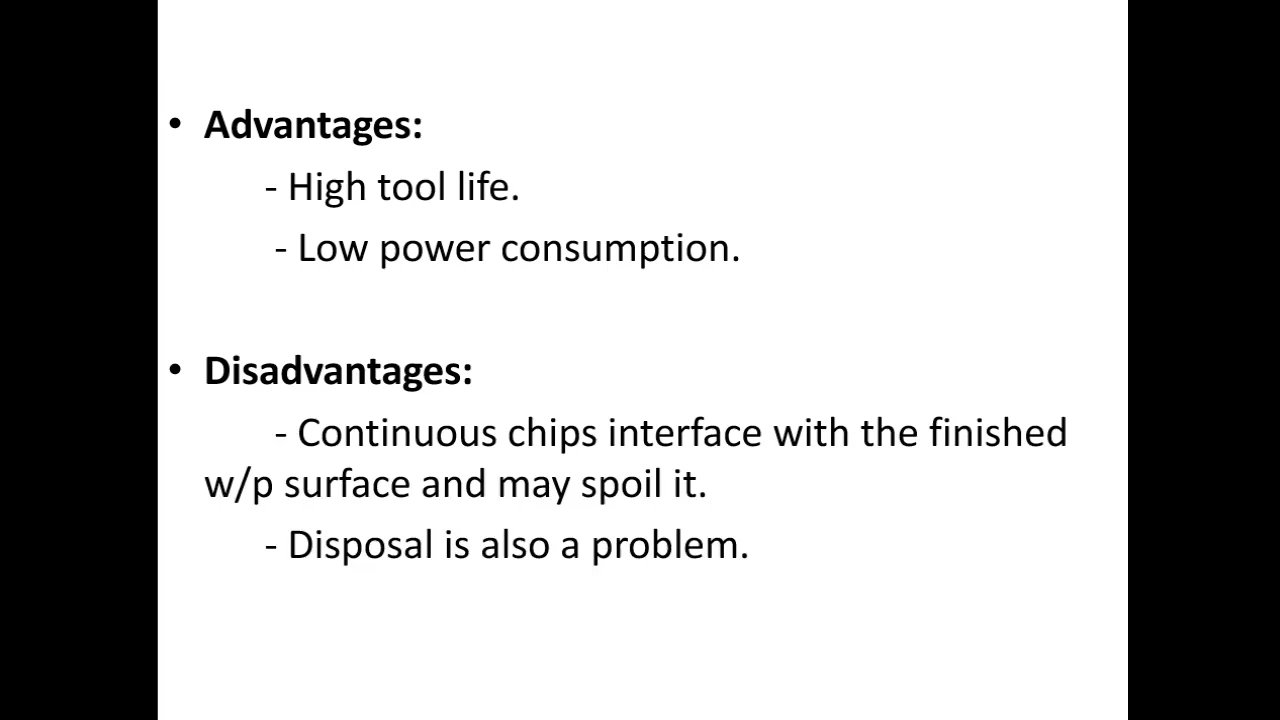 • Advantages:
- High tool life.
- Low power consumption.
• Disadvantages:
- Continuous chips interface with the finished
w/p surface and may spoil it.
- Disposal is also a problem.